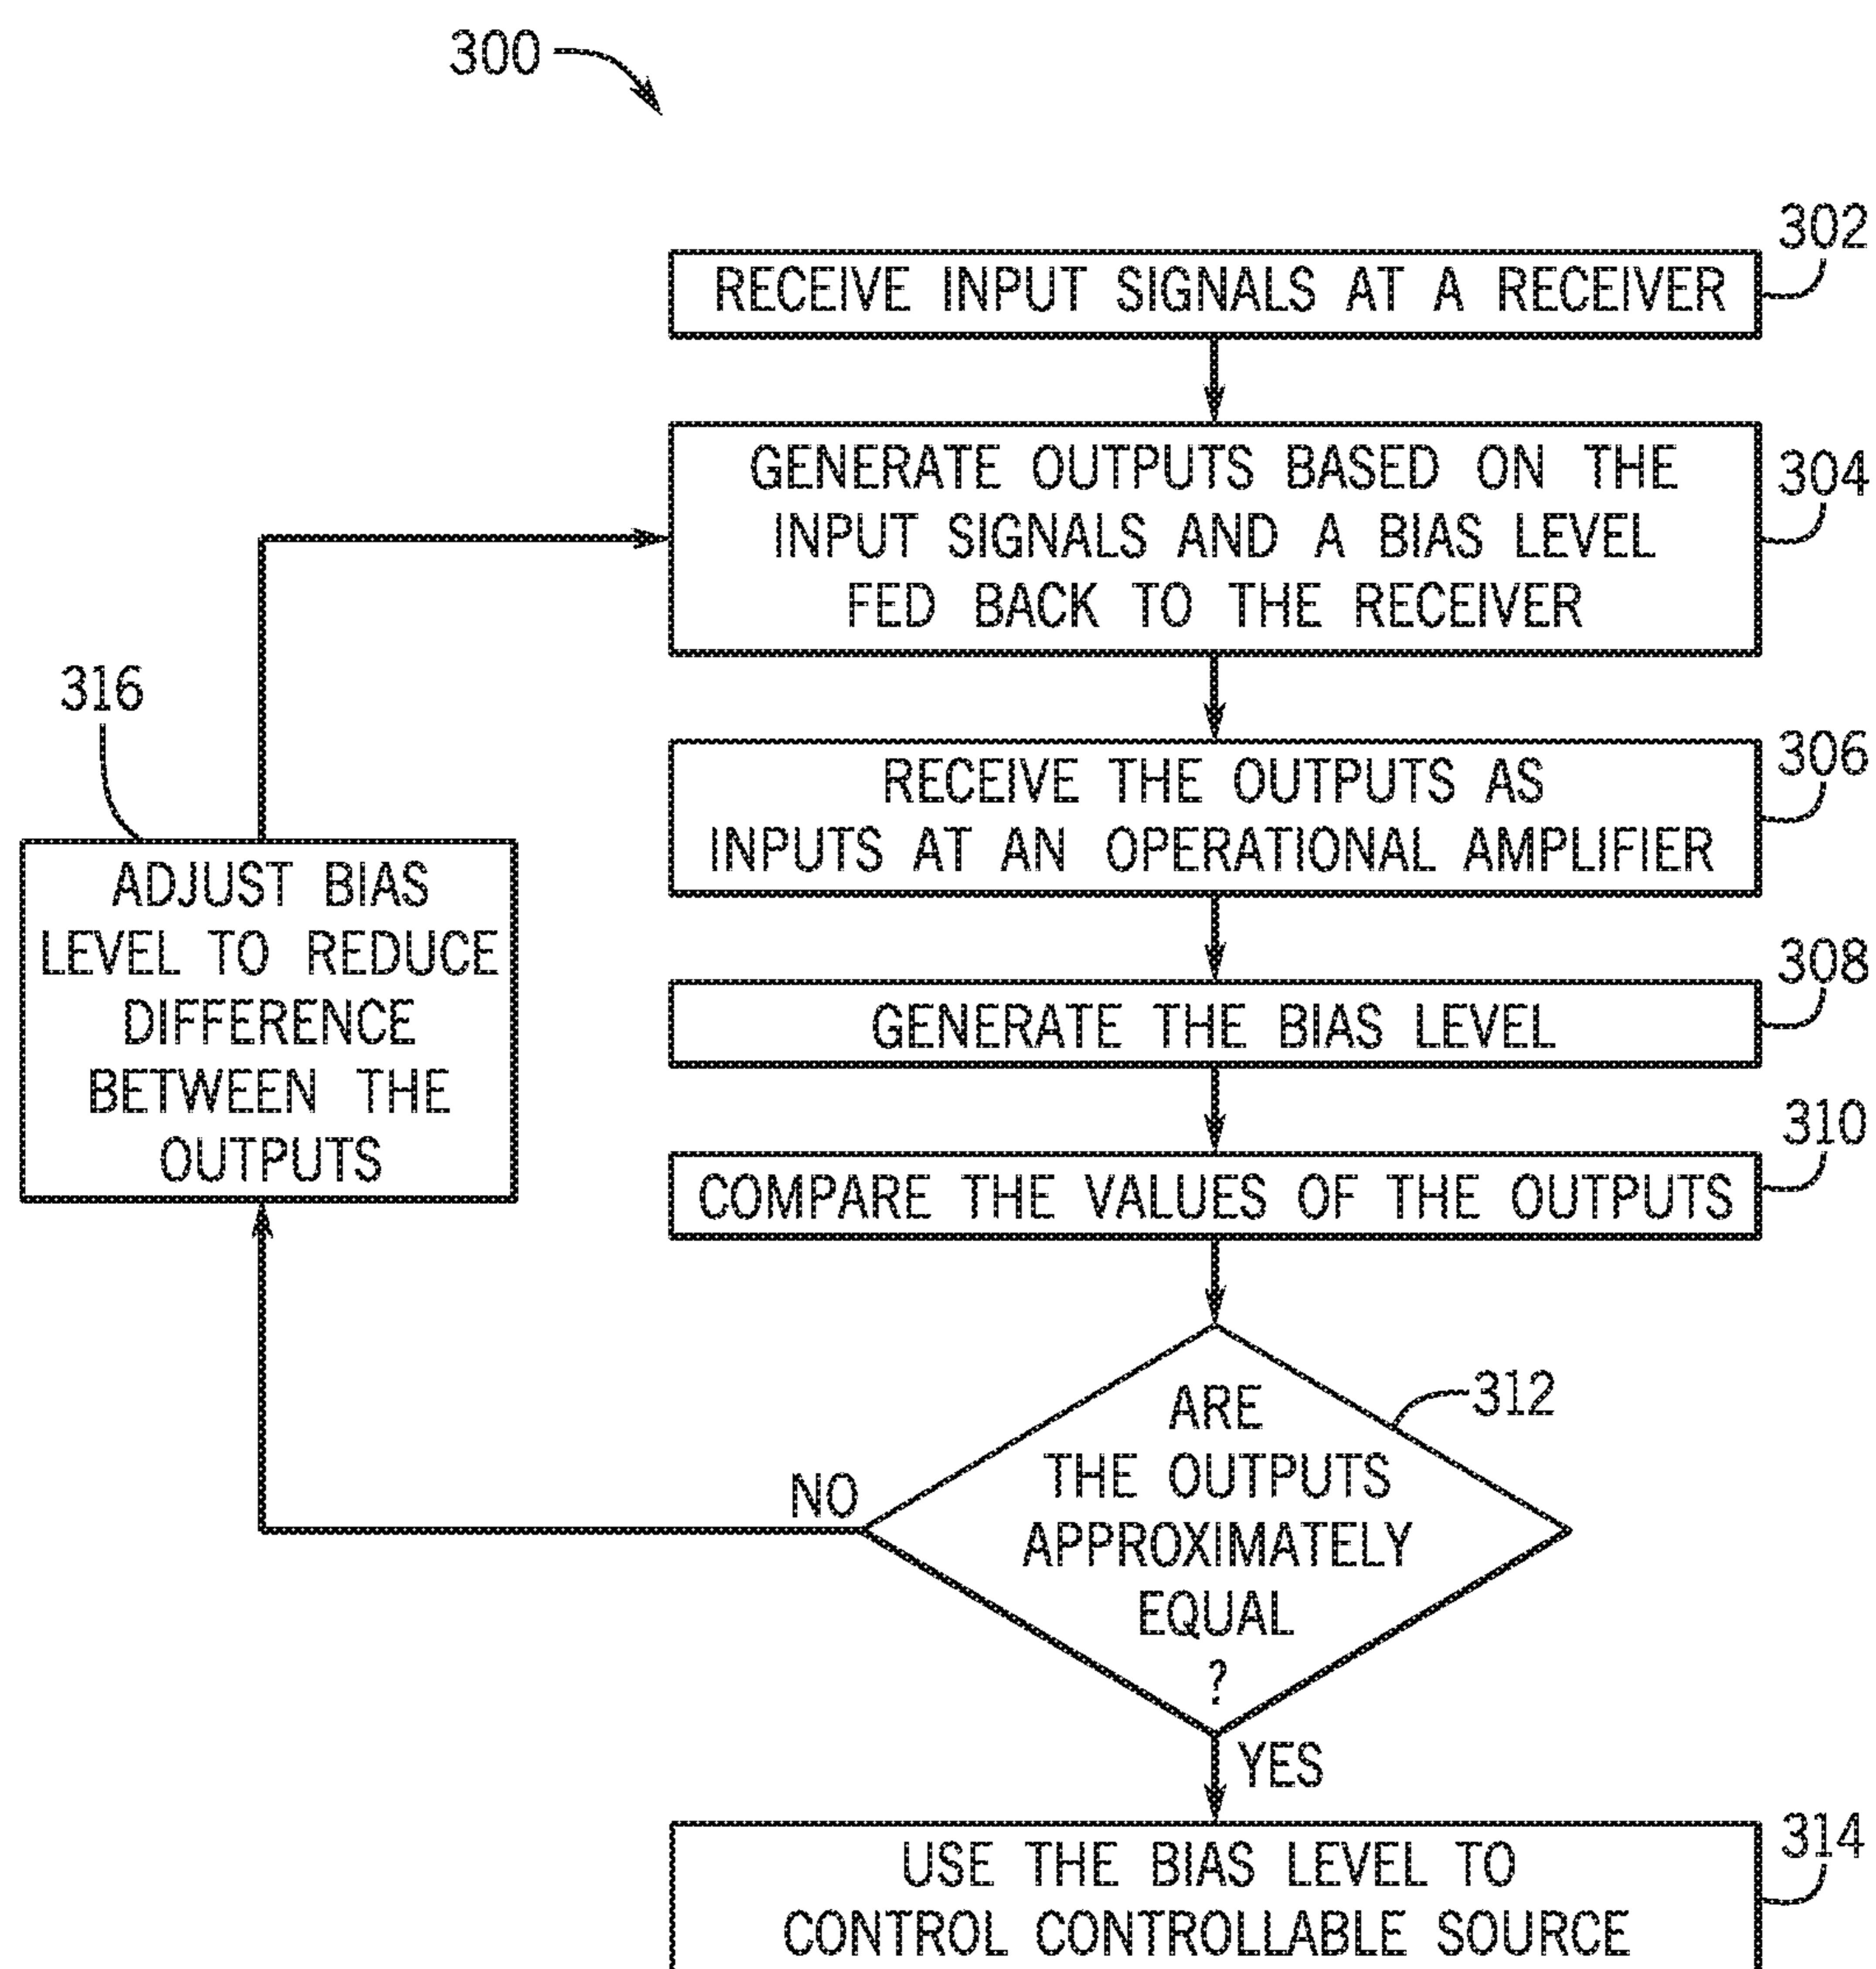 300
302
RECEIVE INPUT SIGNALS AT A RECEIVER
304
GENERATE OUTPUTS BASED ON THE
INPUT SIGNALS AND A BIAS LEVEL
FED BACK TO THE RECEIVER
306
RECEIVE THE OUTPUTS AS
INPUTS AT AN OPERATIONAL AMPLIFIER
308
GENERATE THE BIAS LEVEL
310
COMPARE THE VALUES OF THE OUTPUTS
312
ARE
THE OUTPUTS
APPROXIMATELY
EQUAL
?
NO
YES
316
ADJUST BIAS
LEVEL TO REDUCE
DIFFERENCE
BETWEEN THE
OUTPUTS
314
USE THE BIAS LEVEL TO
CONTROL CONTROLLABLE SOURCE